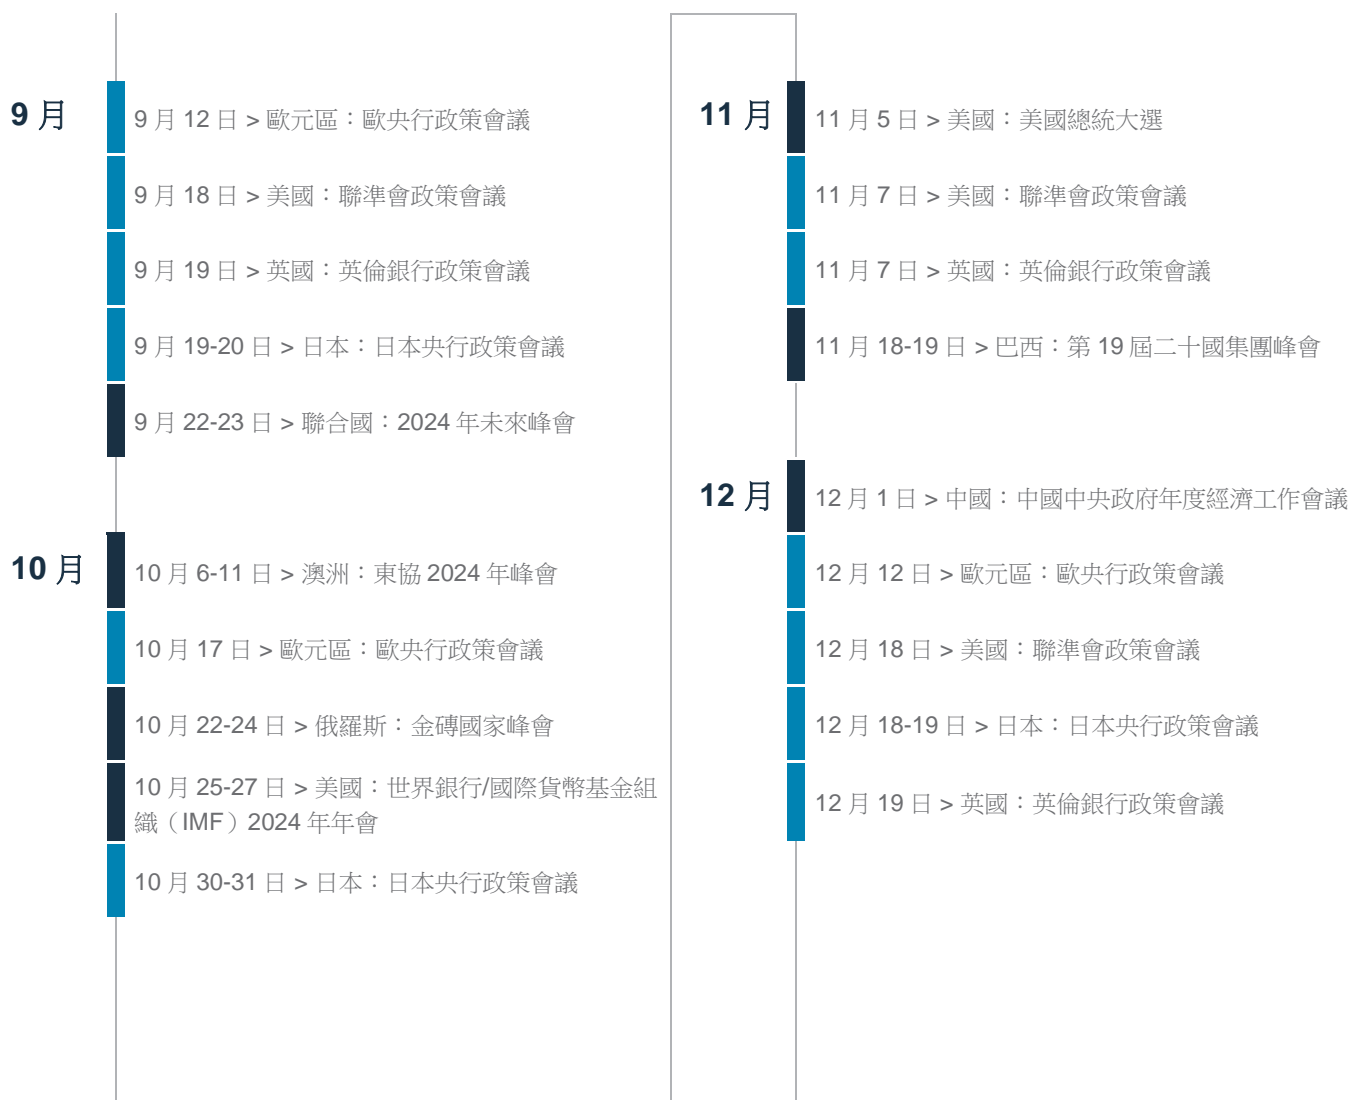 9 月
9 月 12 日 > 歐元區：歐央行政策會議
9 月 18 日 > 美國：聯準會政策會議
9 月 19 日 > 英國：英倫銀行政策會議
9 月 19-20 日 > 日本：日本央行政策會議
9 月 22-23 日 > 聯合國：2024 年未來峰會
10 月
10 月 6-11 日 > 澳洲：東協 2024 年峰會
10 月 17 日 > 歐元區：歐央行政策會議
10 月 22-24 日 > 俄羅斯：金磚國家峰會
10 月 25-27 日 > 美國：世界銀行/國際貨幣基金組
織（IMF）2024 年年會
10 月 30-31 日 > 日本：日本央行政策會議
11 月
11 月 5 日 > 美國：美國總統大選
11 月 7 日 > 美國：聯準會政策會議
11 月 7 日 > 英國：英倫銀行政策會議
11 月 18-19 日 > 巴西：第 19 屆二十國集團峰會
12 月
12 月 1 日 > 中國：中國中央政府年度經濟工作會議
12 月 12 日 > 歐元區：歐央行政策會議
12 月 18 日 > 美國：聯準會政策會議
12 月 18-19 日 > 日本：日本央行政策會議
12 月 19 日 > 英國：英倫銀行政策會議